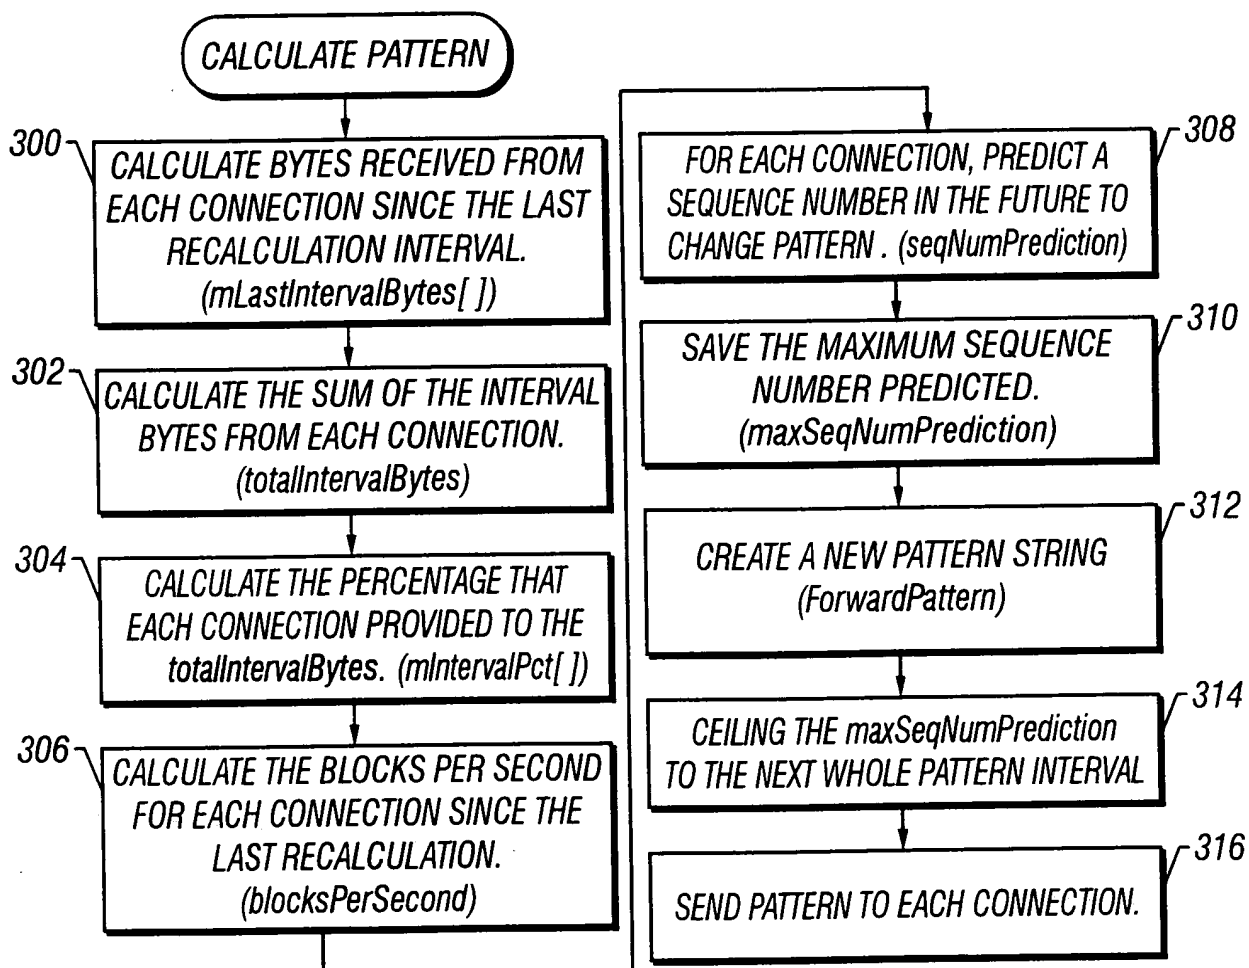 CALCULATE PATTERN
300
CALCULATE BYTES RECEIVED FROM
EACH CONNECTION SINCE THE LAST
RECALCULATION INTERVAL.
(mLastIntervalBytes[ ])
302
CALCULATE THE SUM OF THE INTERVAL
BYTES FROM EACH CONNECTION.
(totalIntervalBytes)
304
CALCULATE THE PERCENTAGE THAT
EACH CONNECTION PROVIDED TO THE
totalIntervalBytes. (mIntervalPct[ ])
306
CALCULATE THE BLOCKS PER SECOND
FOR EACH CONNECTION SINCE THE
LAST RECALCULATION.
(blocksPerSecond)
308
FOR EACH CONNECTION, PREDICT A
SEQUENCE NUMBER IN THE FUTURE TO
CHANGE PATTERN . (seqNumPrediction)
310
SAVE THE MAXIMUM SEQUENCE
NUMBER PREDICTED.
(maxSeqNumPrediction)
312
CREATE A NEW PATTERN STRING
(ForwardPattern)
314
CEILING THE maxSeqNumPrediction
TO THE NEXT WHOLE PATTERN INTERVAL
316
SEND PATTERN TO EACH CONNECTION.